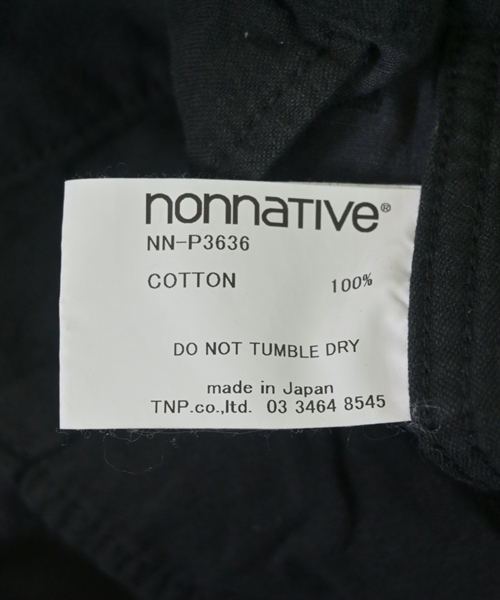 nonnaTIVe®
NN-P3636
COTTON 100%
DO NOT TUMBLE DRY
made in Japan
TNP.co.,ltd. 03 3464 8545